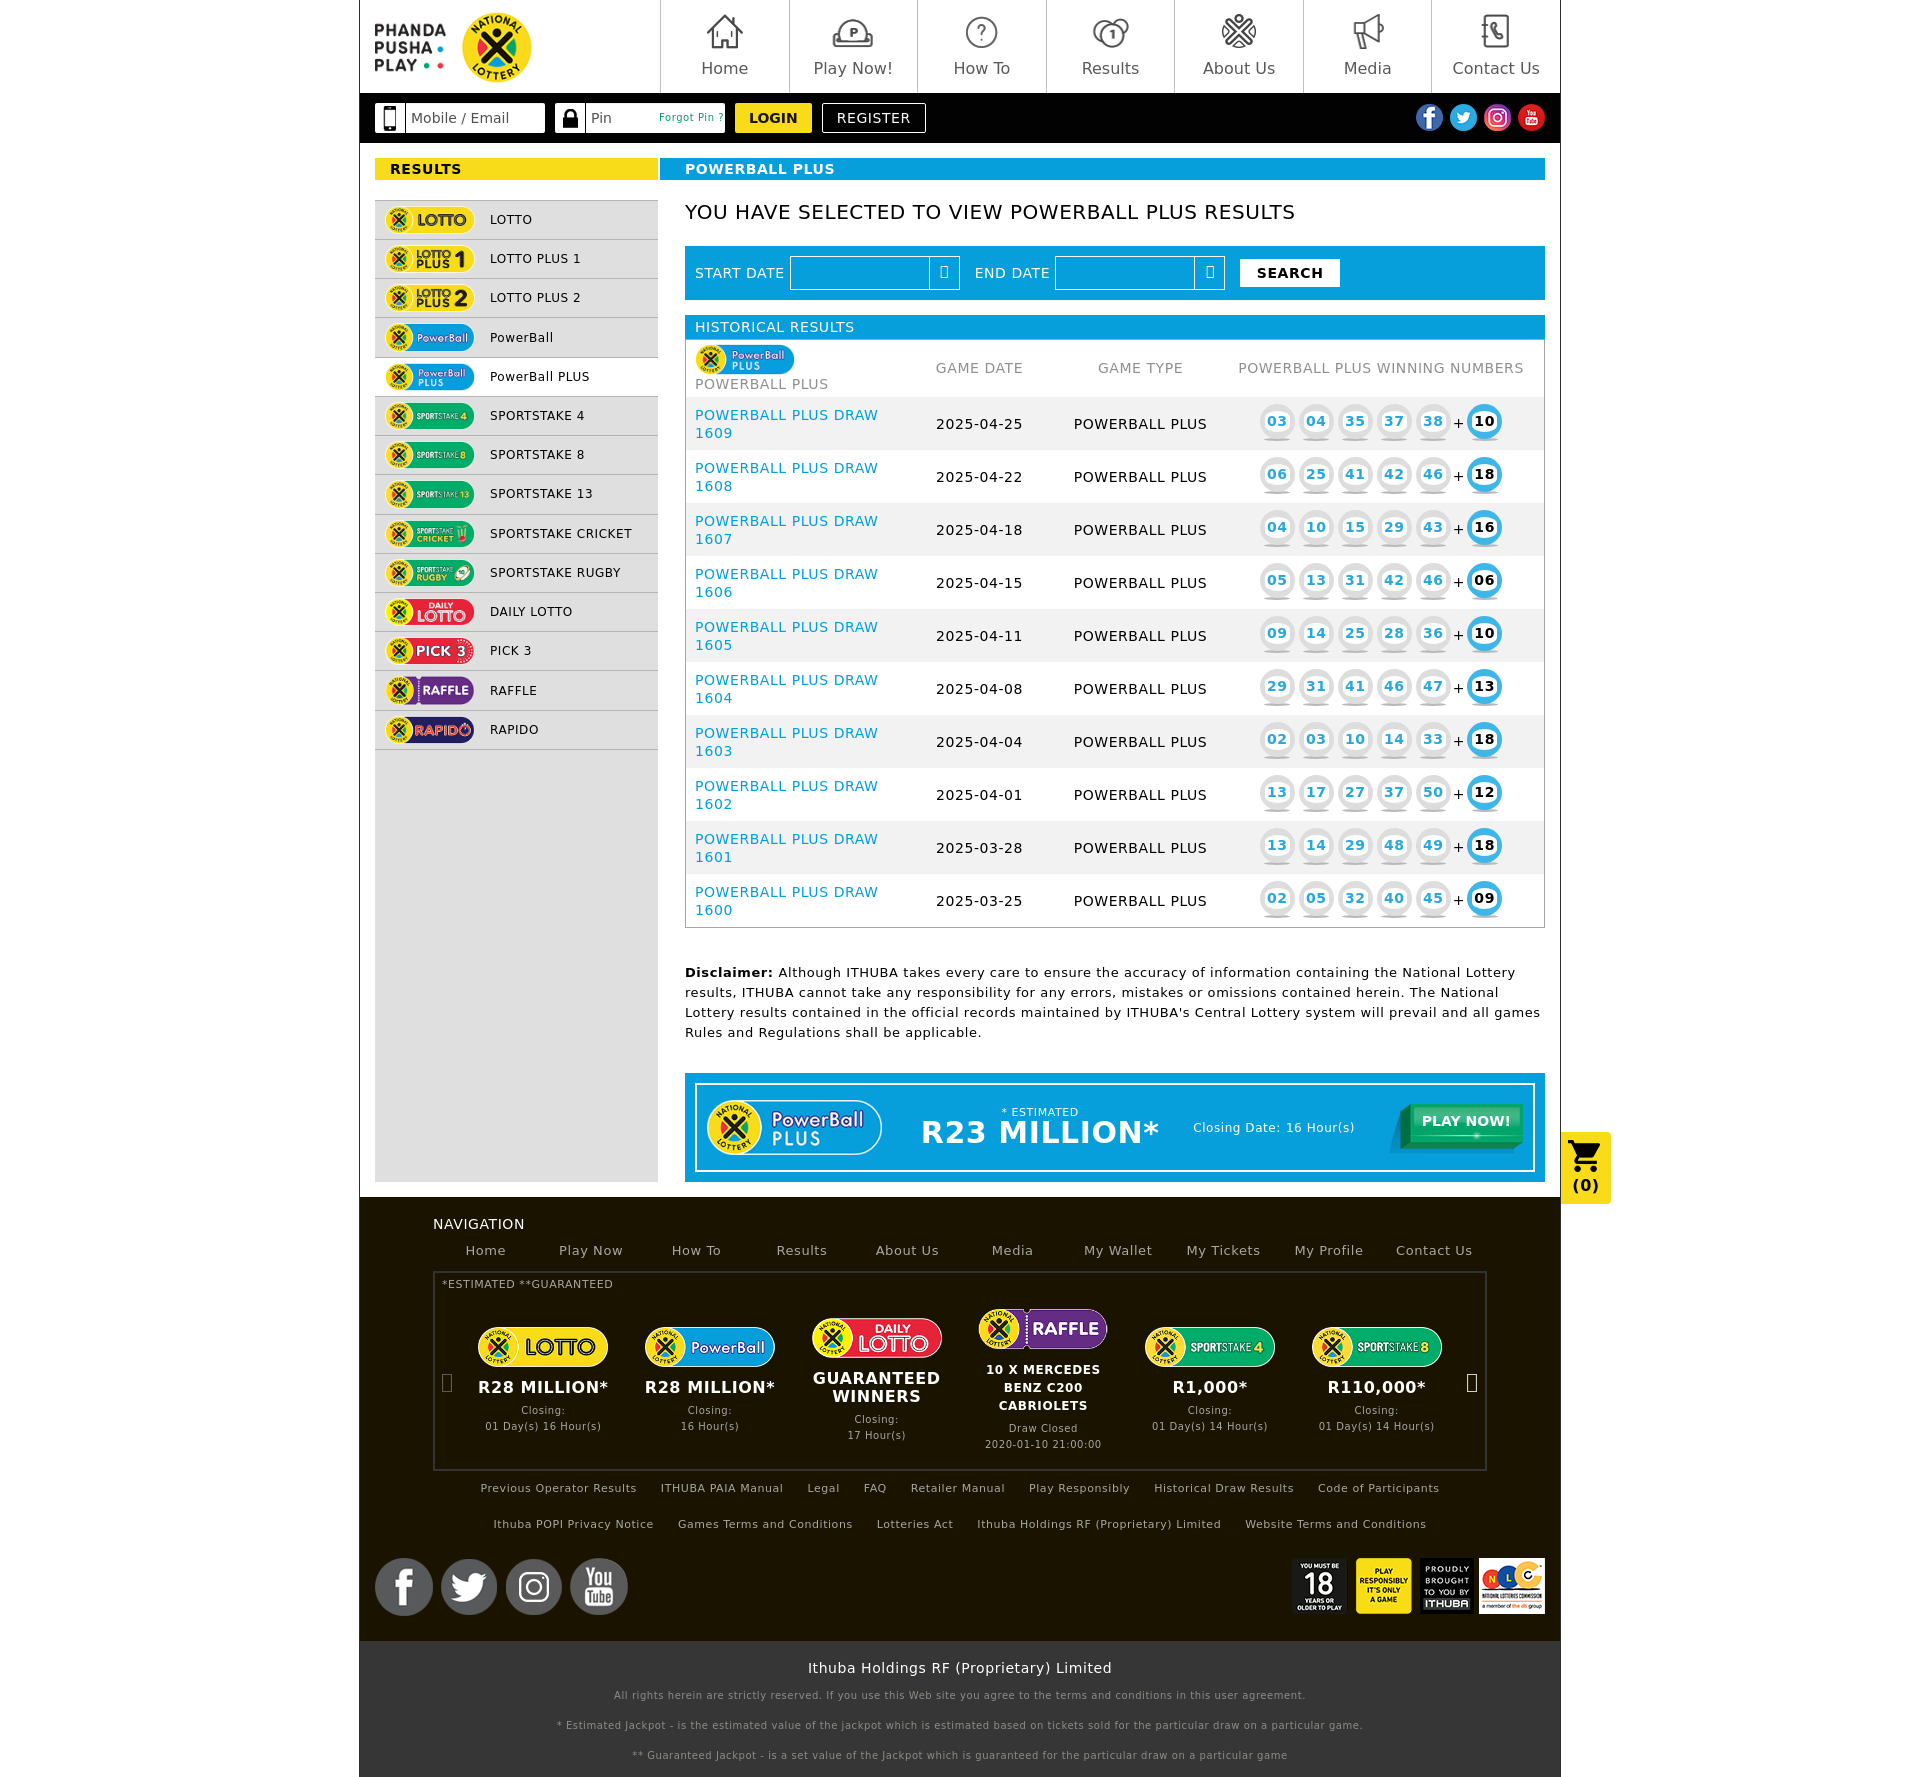 PHANDA
PUSHA
PLAY
NATIONAL
LOTTERY
Home
Play Now!
How To
Results
About Us
Media
Contact Us
Mobile / Email
Pin
Forgot Pin ?
LOGIN
REGISTER
RESULTS
POWERBALL PLUS
LOTTO
LOTTO PLUS 1
LOTTO PLUS 2
PowerBall
PowerBall PLUS
SPORTSTAKE 4
SPORTSTAKE 8
SPORTSTAKE 13
SPORTSTAKE CRICKET
SPORTSTAKE RUGBY
DAILY LOTTO
PICK 3
RAFFLE
RAPIDO
YOU HAVE SELECTED TO VIEW POWERBALL PLUS RESULTS
START DATE
END DATE
SEARCH
HISTORICAL RESULTS
PowerBall PLUS
POWERBALL PLUS GAME DATE GAME TYPE POWERBALL PLUS WINNING NUMBERS
POWERBALL PLUS DRAW 1609 2025-04-25 POWERBALL PLUS 03 04 35 37 38 + 10
POWERBALL PLUS DRAW 1608 2025-04-22 POWERBALL PLUS 06 25 41 42 46 + 18
POWERBALL PLUS DRAW 1607 2025-04-18 POWERBALL PLUS 04 10 15 29 43 + 16
POWERBALL PLUS DRAW 1606 2025-04-15 POWERBALL PLUS 05 13 31 42 46 + 06
POWERBALL PLUS DRAW 1605 2025-04-11 POWERBALL PLUS 09 14 25 28 36 + 10
POWERBALL PLUS DRAW 1604 2025-04-08 POWERBALL PLUS 29 31 41 46 47 + 13
POWERBALL PLUS DRAW 1603 2025-04-04 POWERBALL PLUS 02 03 10 14 33 + 18
POWERBALL PLUS DRAW 1602 2025-04-01 POWERBALL PLUS 13 17 27 37 50 + 12
POWERBALL PLUS DRAW 1601 2025-03-28 POWERBALL PLUS 13 14 29 48 49 + 18
POWERBALL PLUS DRAW 1600 2025-03-25 POWERBALL PLUS 02 05 32 40 45 + 09
Disclaimer: Although ITHUBA takes every care to ensure the accuracy of information containing the National Lottery
results, ITHUBA cannot take any responsibility for any errors, mistakes or omissions contained herein. The National
Lottery results contained in the official records maintained by ITHUBA's Central Lottery system will prevail and all games
Rules and Regulations shall be applicable.
PowerBall
PLUS
* ESTIMATED
R23 MILLION*
Closing Date: 16 Hour(s)
PLAY NOW!
(0)
NAVIGATION
Home Play Now How To Results About Us Media My Wallet My Tickets My Profile Contact Us
*ESTIMATED **GUARANTEED
LOTTO
R28 MILLION*
Closing:
01 Day(s) 16 Hour(s)
PowerBall
R28 MILLION*
Closing:
16 Hour(s)
DAILY
LOTTO
GUARANTEED
WINNERS
Closing:
17 Hour(s)
RAFFLE
10 X MERCEDES
BENZ C200
CABRIOLETS
Draw Closed
2020-01-10 21:00:00
SPORTSTAKE 4
R1,000*
Closing:
01 Day(s) 14 Hour(s)
SPORTSTAKE 8
R110,000*
Closing:
01 Day(s) 14 Hour(s)
Previous Operator Results ITHUBA PAIA Manual Legal FAQ Retailer Manual Play Responsibly Historical Draw Results Code of Participants
Ithuba POPI Privacy Notice Games Terms and Conditions Lotteries Act Ithuba Holdings RF (Proprietary) Limited Website Terms and Conditions
You
Tube
YOU MUST BE
18
YEARS OR
OLDER TO PLAY
PLAY
RESPONSIBLY
IT'S ONLY
A GAME
PROUDLY
BROUGHT
TO YOU BY
ITHUBA
NLC
NATIONAL LOTTERIES COMMISSION
a member of the dti group
Ithuba Holdings RF (Proprietary) Limited
All rights herein are strictly reserved. If you use this Web site you agree to the terms and conditions in this user agreement.
* Estimated Jackpot - is the estimated value of the jackpot which is estimated based on tickets sold for the particular draw on a particular game.
** Guaranteed Jackpot - is a set value of the Jackpot which is guaranteed for the particular draw on a particular game